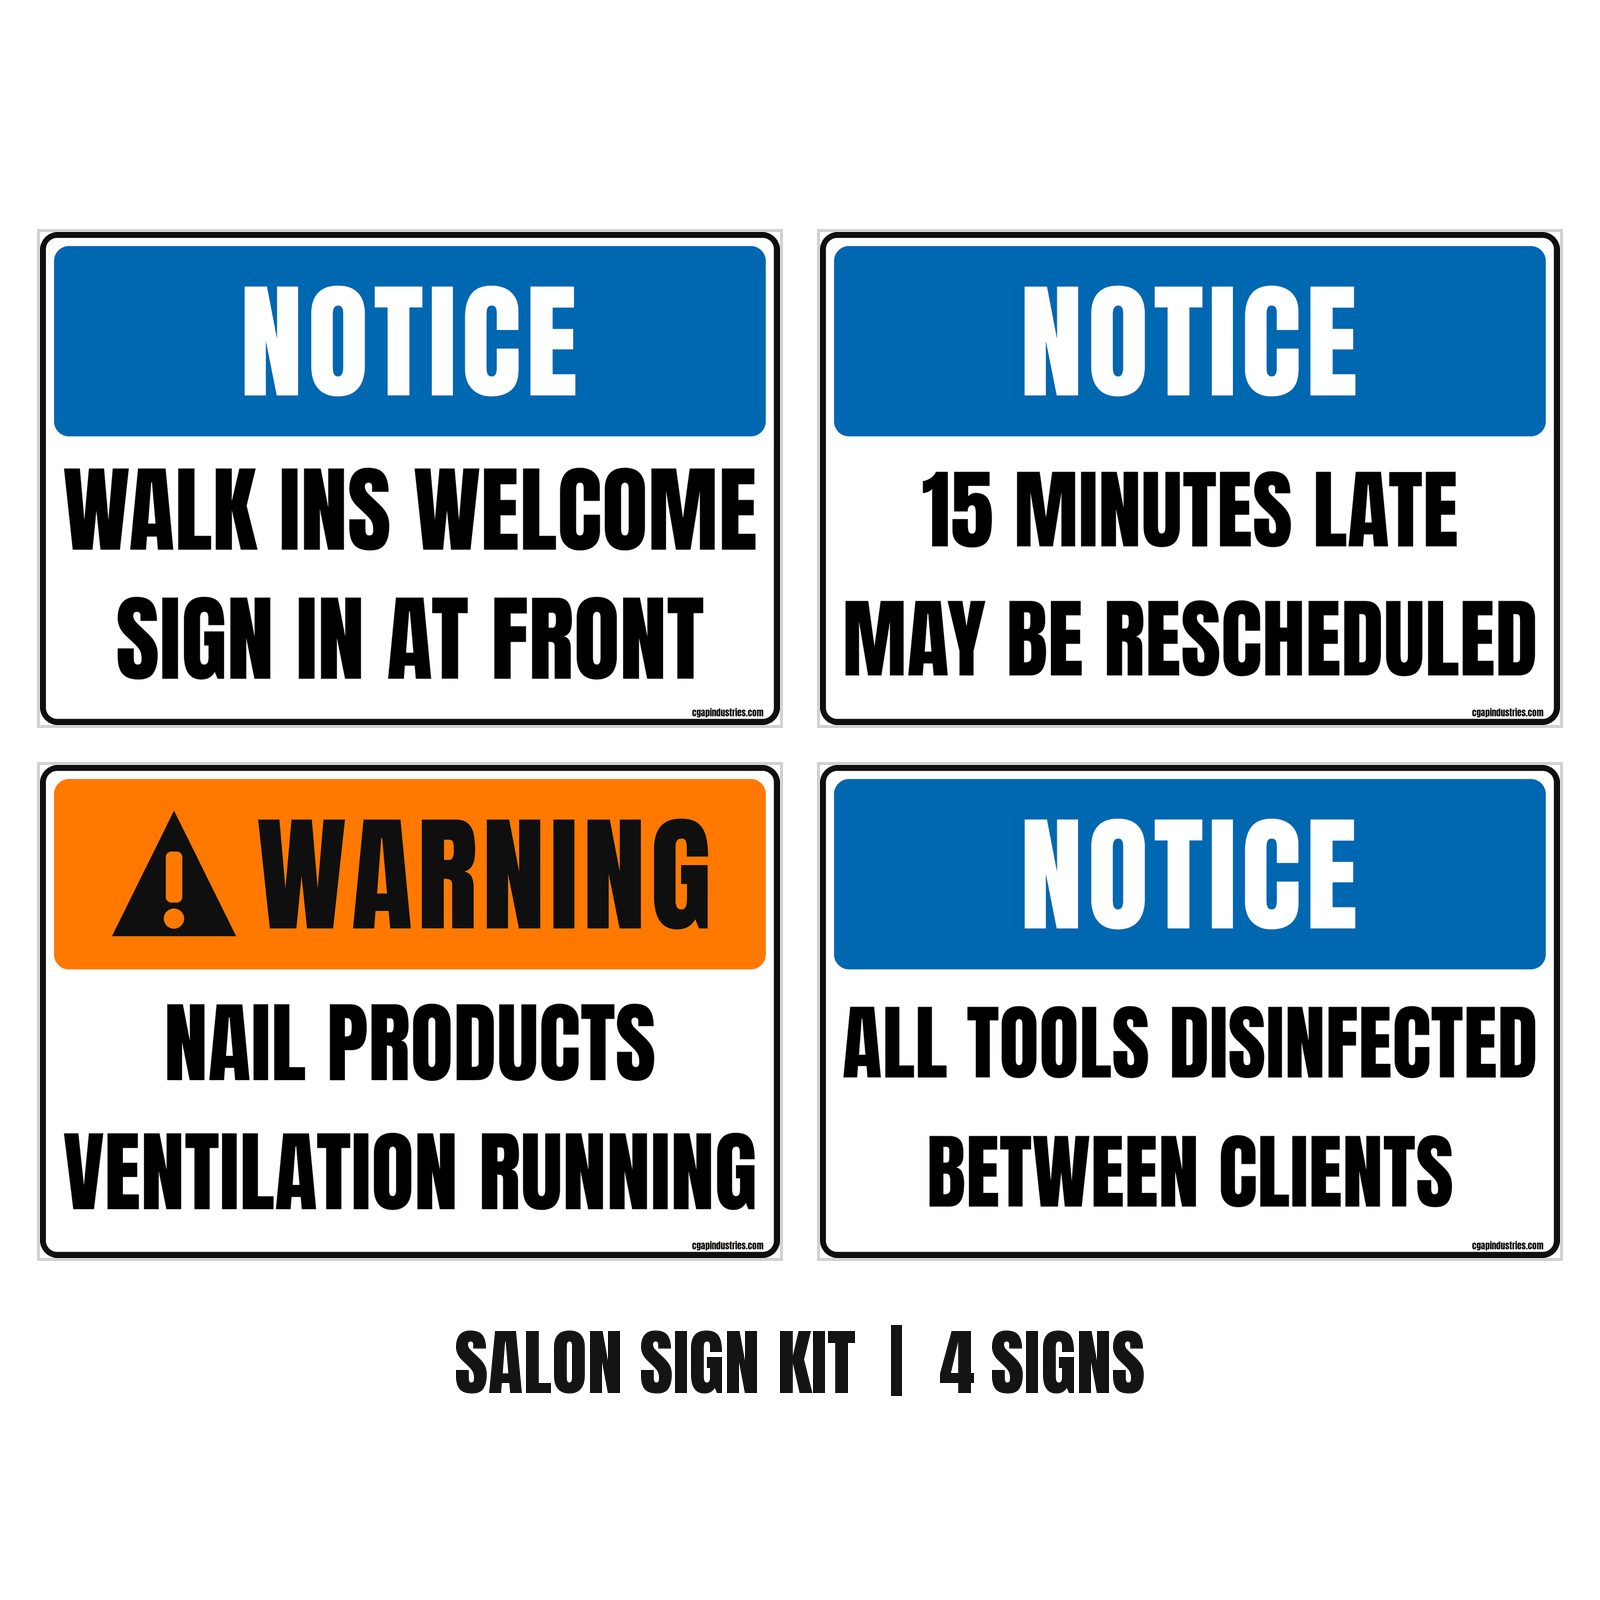 NOTICE
WALK INS WELCOME
SIGN IN AT FRONT
cgapindustries.com
NOTICE
15 MINUTES LATE
MAY BE RESCHEDULED
cgapindustries.com
WARNING
NAIL PRODUCTS
VENTILATION RUNNING
cgapindustries.com
NOTICE
ALL TOOLS DISINFECTED
BETWEEN CLIENTS
cgapindustries.com
SALON SIGN KIT | 4 SIGNS